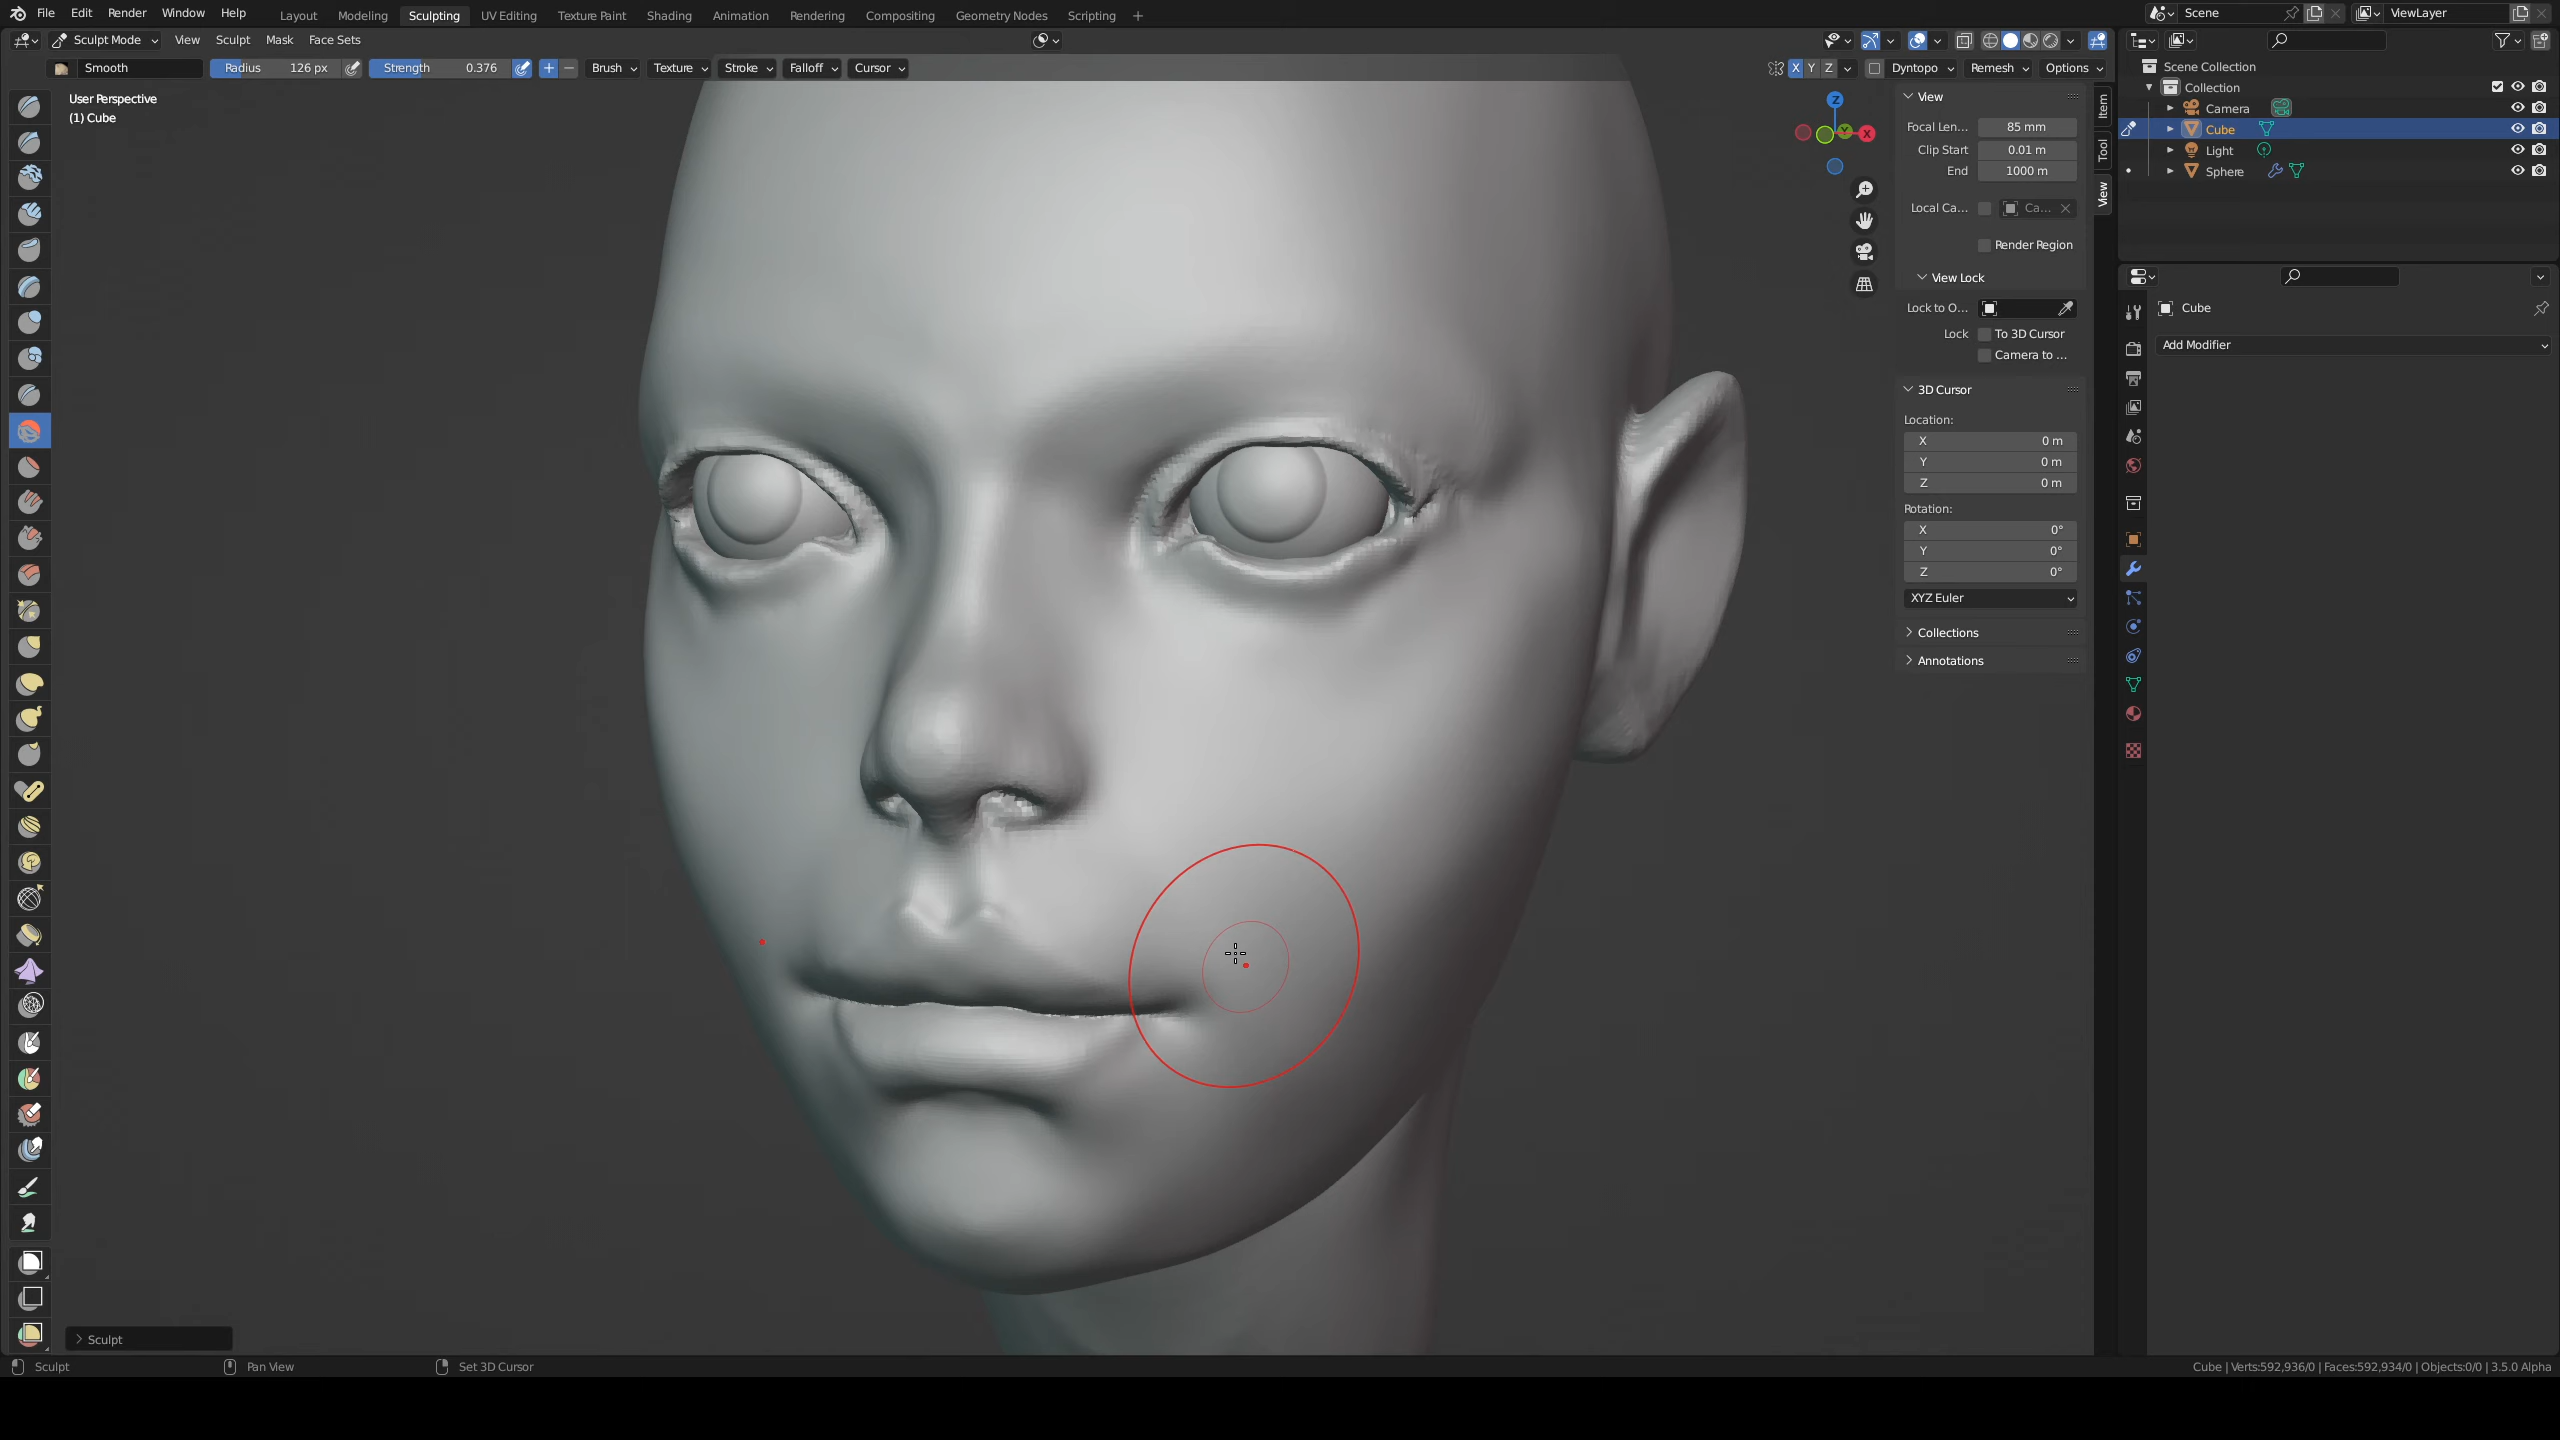 File Edit Render Window Help Layout Modeling Sculpting UV Editing Texture Paint Shading Animation Rendering Compositing Geometry Nodes Scripting + Scene ViewLayer
Sculpt Mode View Sculpt Mask Face Sets
Smooth Radius 126 px Strength 0.376 Brush Texture Stroke Falloff Cursor X Y Z Dyntopo Remesh Options
User Perspective
(1) Cube
Z
X
Y
View
Focal Len... 85 mm
Clip Start 0.01 m
End 1000 m
Local Ca... Ca...
Render Region
View Lock
Lock to O...
Lock To 3D Cursor
Camera to ...
3D Cursor
Location:
X 0 m
Y 0 m
Z 0 m
Rotation:
X 0°
Y 0°
Z 0°
XYZ Euler
Collections
Annotations
Item
Tool
View
Scene Collection
Collection
Camera
Cube
Light
Sphere
Cube
Add Modifier
Sculpt
Sculpt Pan View Set 3D Cursor Cube | Verts:592,936/0 | Faces:592,934/0 | Objects:0/0 | 3.5.0 Alpha